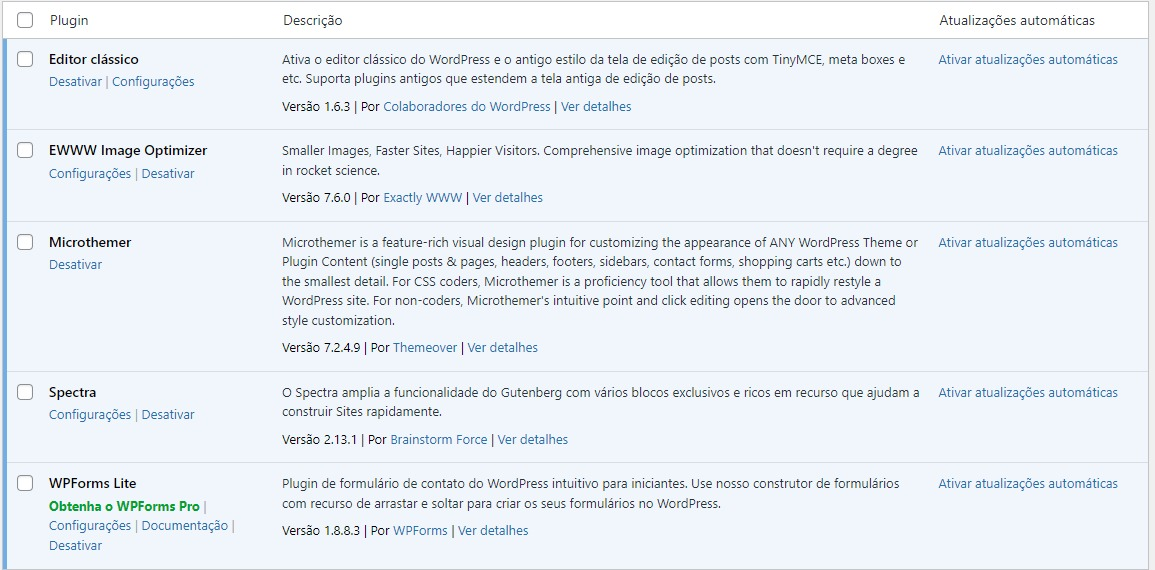 Plugin Descrição Atualizações automáticas
Editor clássico
Desativar | Configurações
Ativa o editor clássico do WordPress e o antigo estilo da tela de edição de posts com TinyMCE, meta boxes e
etc. Suporta plugins antigos que estendem a tela antiga de edição de posts.
Versão 1.6.3 | Por Colaboradores do WordPress | Ver detalhes
Ativar atualizações automáticas
EWWW Image Optimizer
Configurações | Desativar
Smaller Images, Faster Sites, Happier Visitors. Comprehensive image optimization that doesn't require a degree
in rocket science.
Versão 7.6.0 | Por Exactly WWW | Ver detalhes
Ativar atualizações automáticas
Microthemer
Desativar
Microthemer is a feature-rich visual design plugin for customizing the appearance of ANY WordPress Theme or
Plugin Content (single posts & pages, headers, footers, sidebars, contact forms, shopping carts etc.) down to
the smallest detail. For CSS coders, Microthemer is a proficiency tool that allows them to rapidly restyle a
WordPress site. For non-coders, Microthemer's intuitive point and click editing opens the door to advanced
style customization.
Versão 7.2.4.9 | Por Themeover | Ver detalhes
Ativar atualizações automáticas
Spectra
Configurações | Desativar
O Spectra amplia a funcionalidade do Gutenberg com vários blocos exclusivos e ricos em recurso que ajudam a
construir Sites rapidamente.
Versão 2.13.1 | Por Brainstorm Force | Ver detalhes
Ativar atualizações automáticas
WPForms Lite
Obtenha o WPForms Pro |
Configurações | Documentação |
Desativar
Plugin de formulário de contato do WordPress intuitivo para iniciantes. Use nosso construtor de formulários
com recurso de arrastar e soltar para criar os seus formulários no WordPress.
Versão 1.8.8.3 | Por WPForms | Ver detalhes
Ativar atualizações automáticas